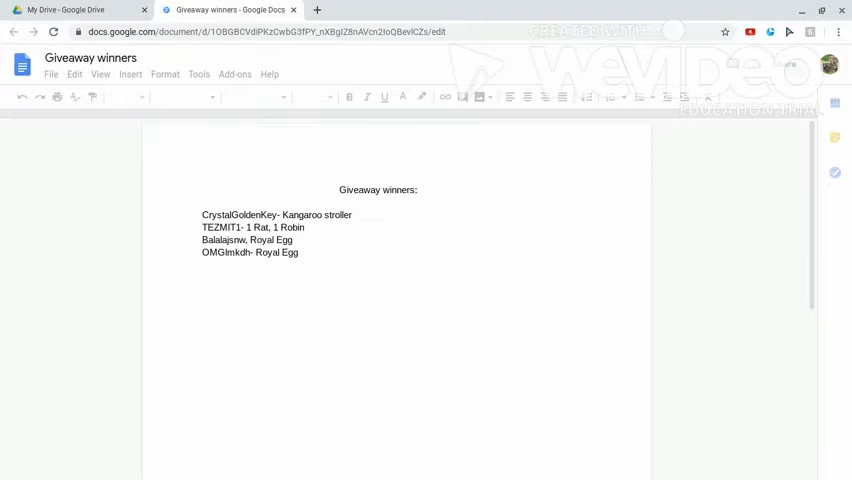 My Drive - Google Drive
Giveaway winners - Google Docs
docs.google.com/document/d/1OBGBCVdiPKzCwbG3fPY_nXBgIZ8nAVcn2IoQBevlCZs/edit
CREATED WITH
Giveaway winners
WeVideo
File Edit View Insert Format Tools Add-ons Help
EDUCATION TRIAL
Giveaway winners:
CrystalGoldenKey- Kangaroo stroller
TEZMIT1- 1 Rat, 1 Robin
Balalajsnw, Royal Egg
OMGlmkdh- Royal Egg